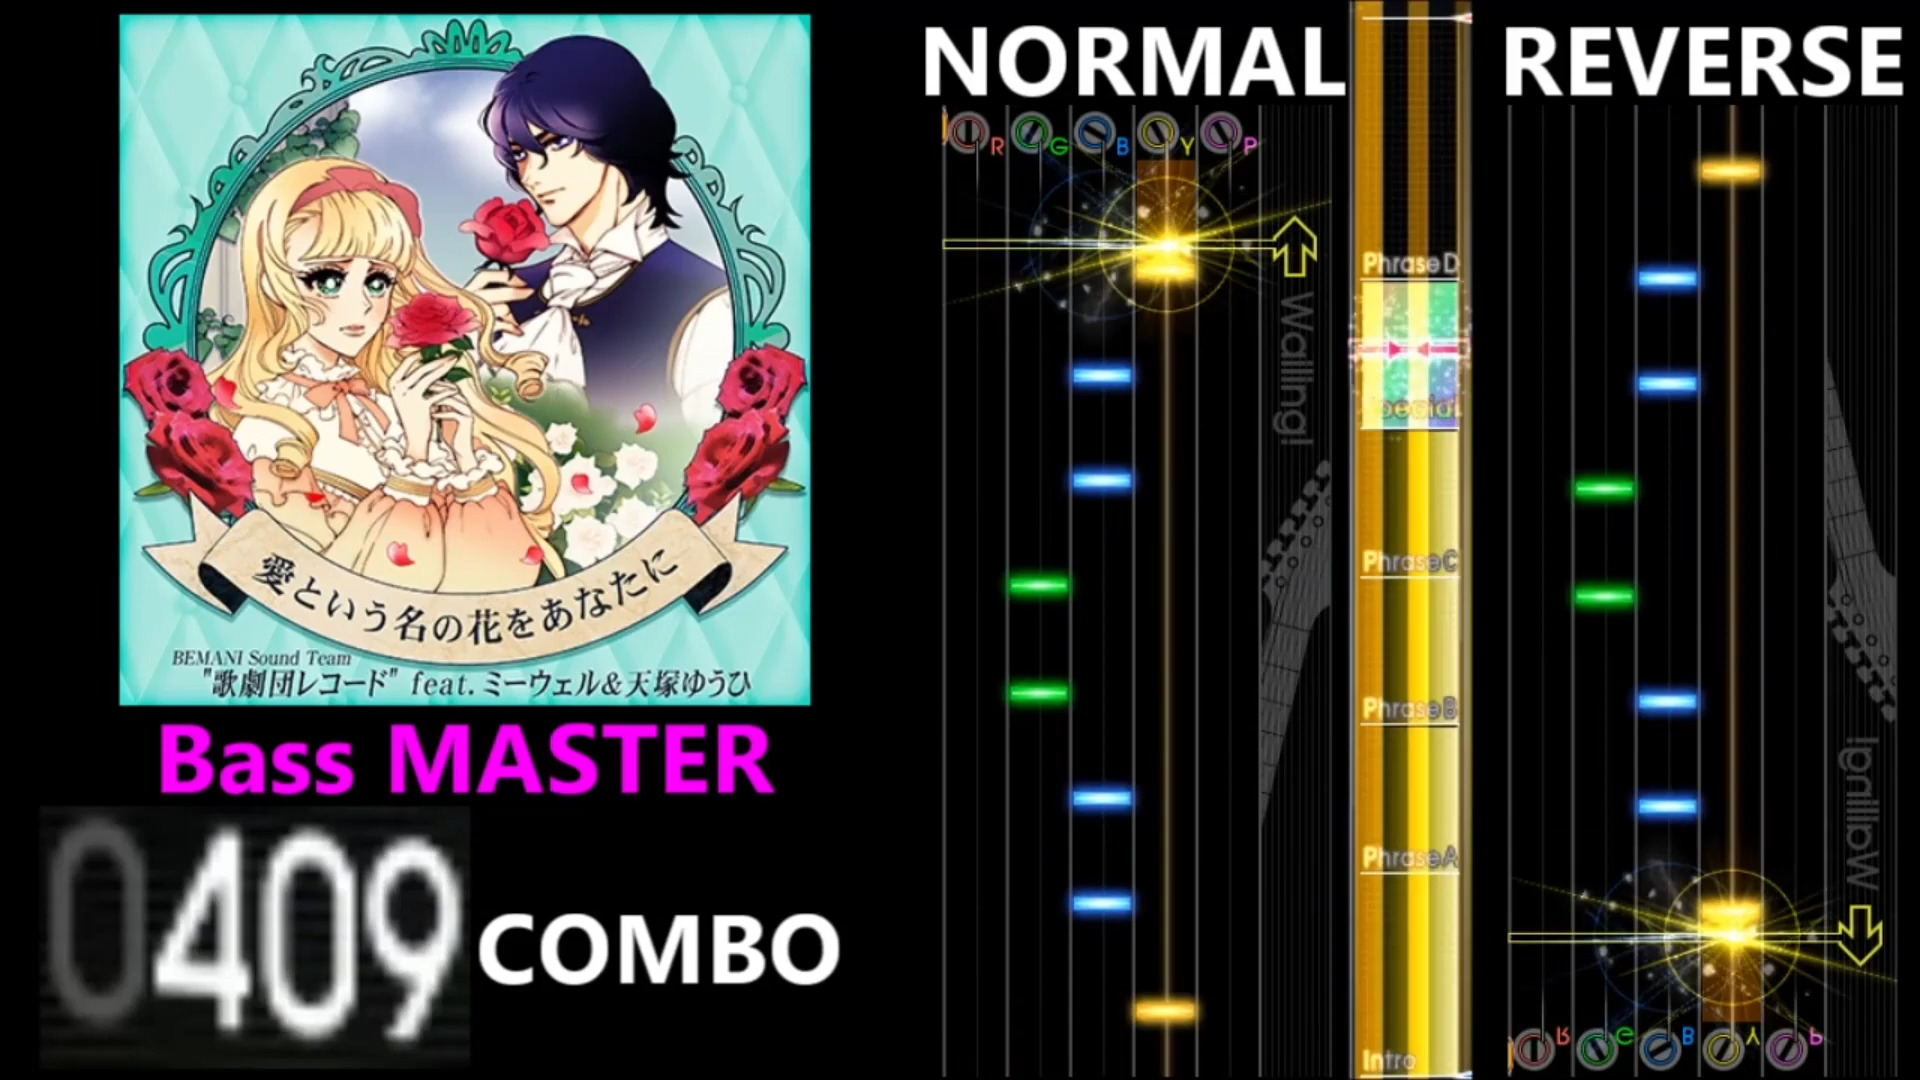 愛という名の花をあなたに
BEMANI Sound Team
"歌劇団レコード" feat. ミーウェル&天塚ゆうひ
Bass MASTER
0409 COMBO
NORMAL
R G B Y P
Wailing!
Phrase D
Special
Phrase C
Phrase B
Phrase A
Intro
REVERSE
Wailing!
R G B Y P